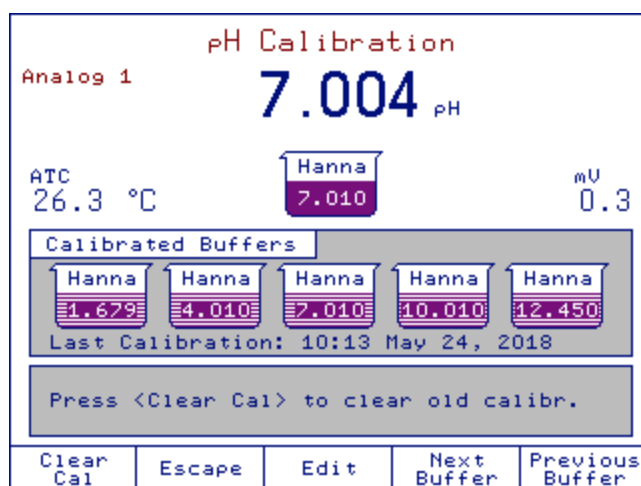 pH Calibration
Analog 1
7.004 pH
ATC
26.3 °C
Hanna
7.010
mV
0.3
Calibrated Buffers
Hanna Hanna Hanna Hanna Hanna
1.679 4.010 7.010 10.010 12.450
Last Calibration: 10:13 May 24, 2018
Press <Clear Cal> to clear old calibr.
Clear Cal
Escape
Edit
Next Buffer
Previous Buffer